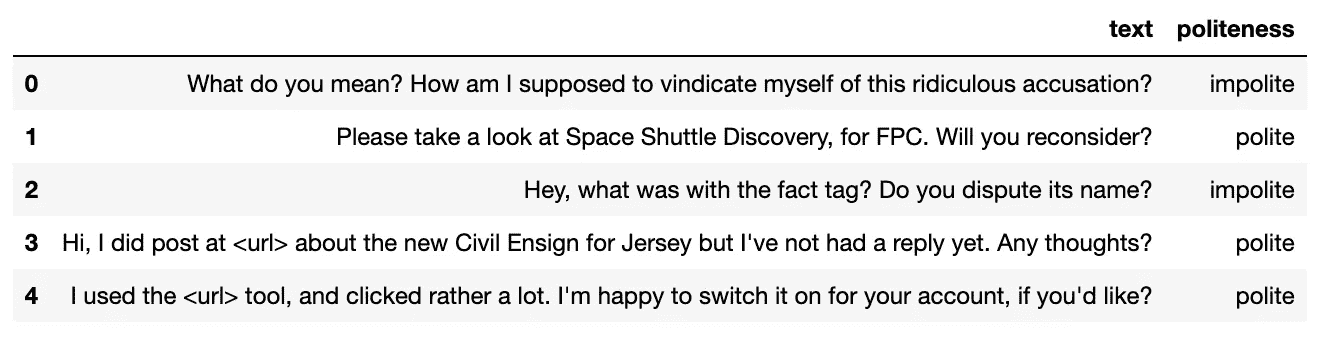 text politeness
0 What do you mean? How am I supposed to vindicate myself of this ridiculous accusation? impolite
1 Please take a look at Space Shuttle Discovery, for FPC. Will you reconsider? polite
2 Hey, what was with the fact tag? Do you dispute its name? impolite
3 Hi, I did post at <url> about the new Civil Ensign for Jersey but I've not had a reply yet. Any thoughts? polite
4 I used the <url> tool, and clicked rather a lot. I'm happy to switch it on for your account, if you'd like? polite